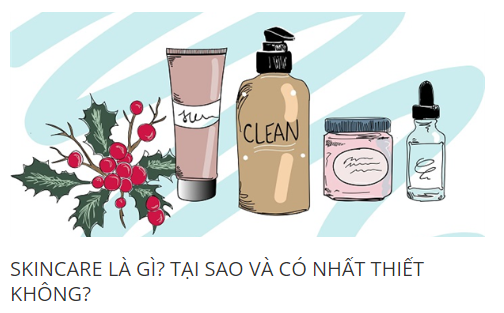 CLEAN
SKINCARE LÀ GÌ? TẠI SAO VÀ CÓ NHẤT THIẾT
KHÔNG?